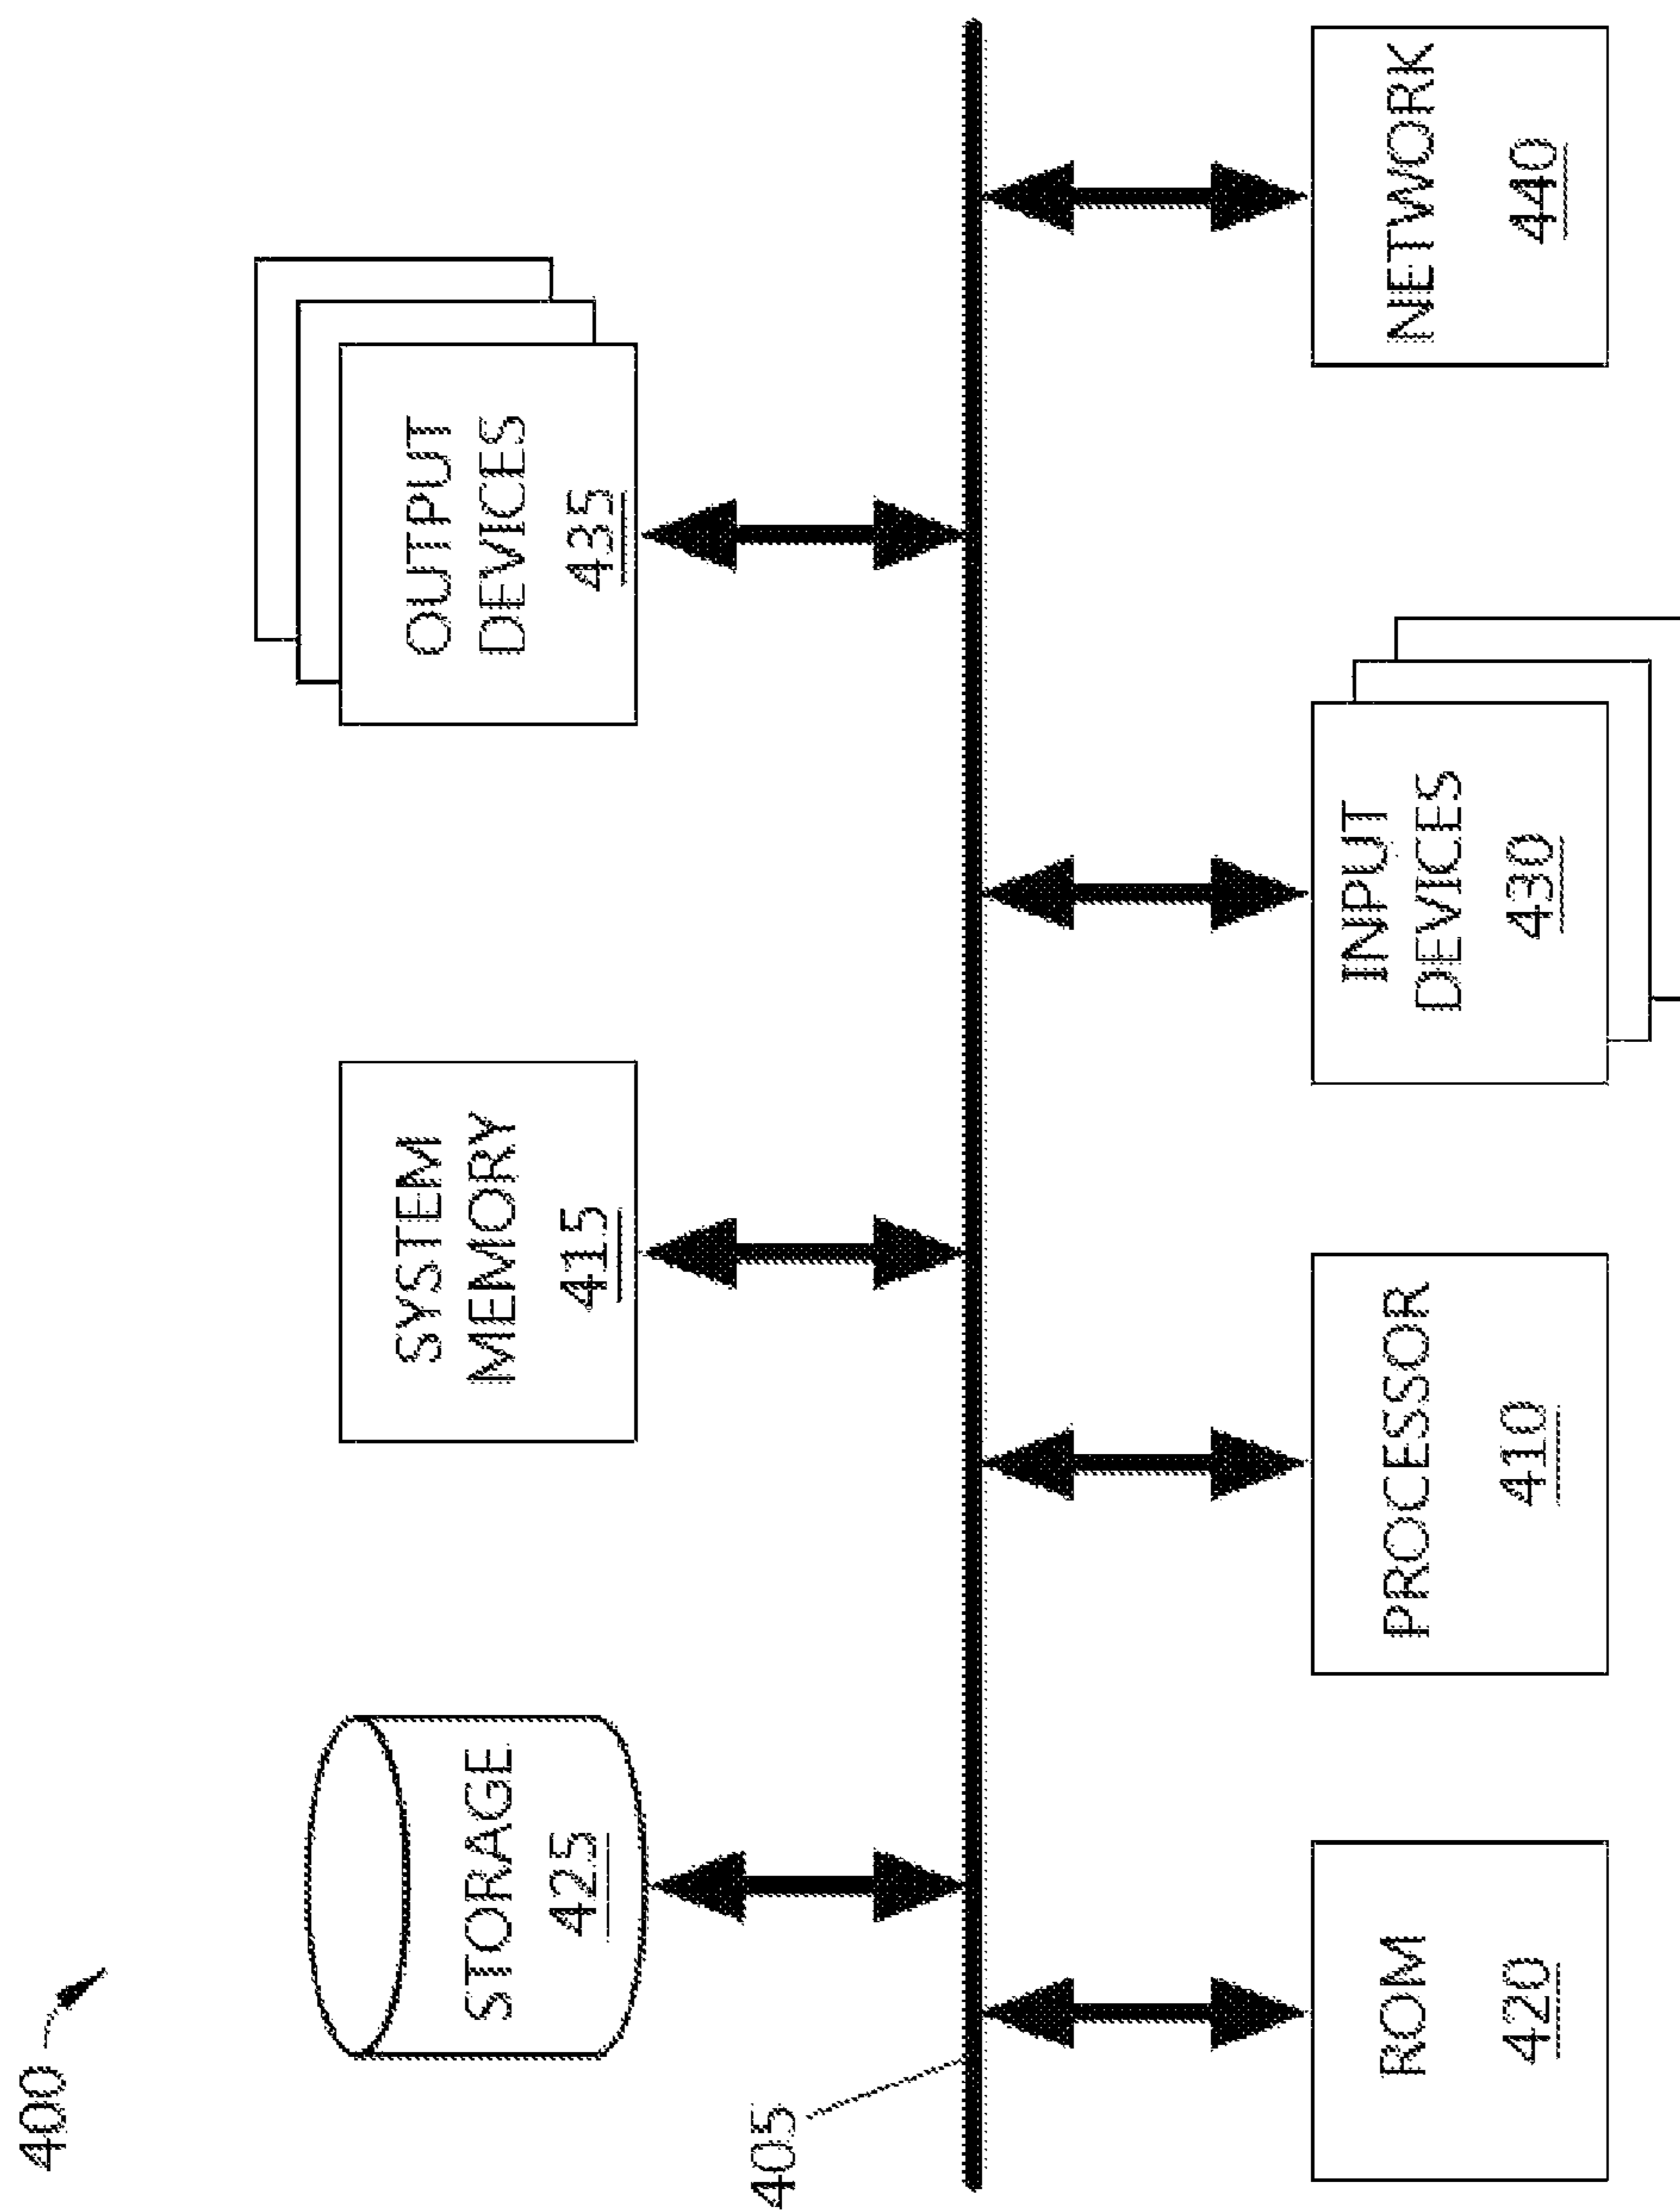 400
STORAGE
425
SYSTEM
MEMORY
415
OUTPUT
DEVICES
435
405
ROM
420
PROCESSOR
410
INPUT
DEVICES
430
NETWORK
440